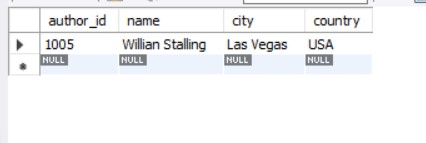 author_id name city country
1005 Willian Stalling Las Vegas USA
NULL NULL NULL NULL